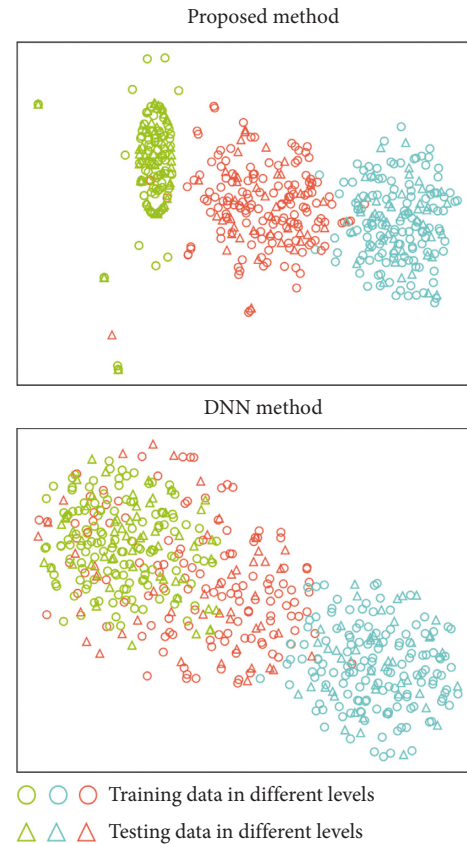 Proposed method
DNN method
Training data in different levels
Testing data in different levels